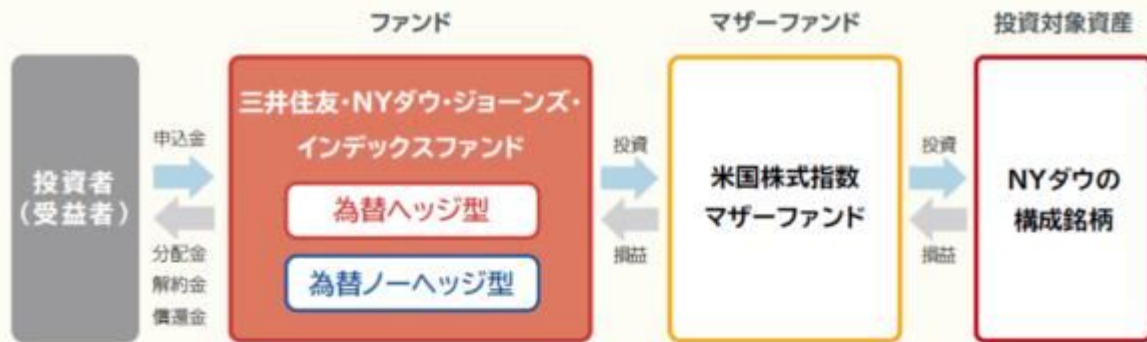 ファンド
マザーファンド
投資対象資産
投資者
(受益者)
申込金
分配金
解約金
償還金
三井住友・NYダウ・ジョーンズ・
インデックスファンド
為替ヘッジ型
為替ノーヘッジ型
投資
損益
米国株式指数
マザーファンド
投資
損益
NYダウの
構成銘柄